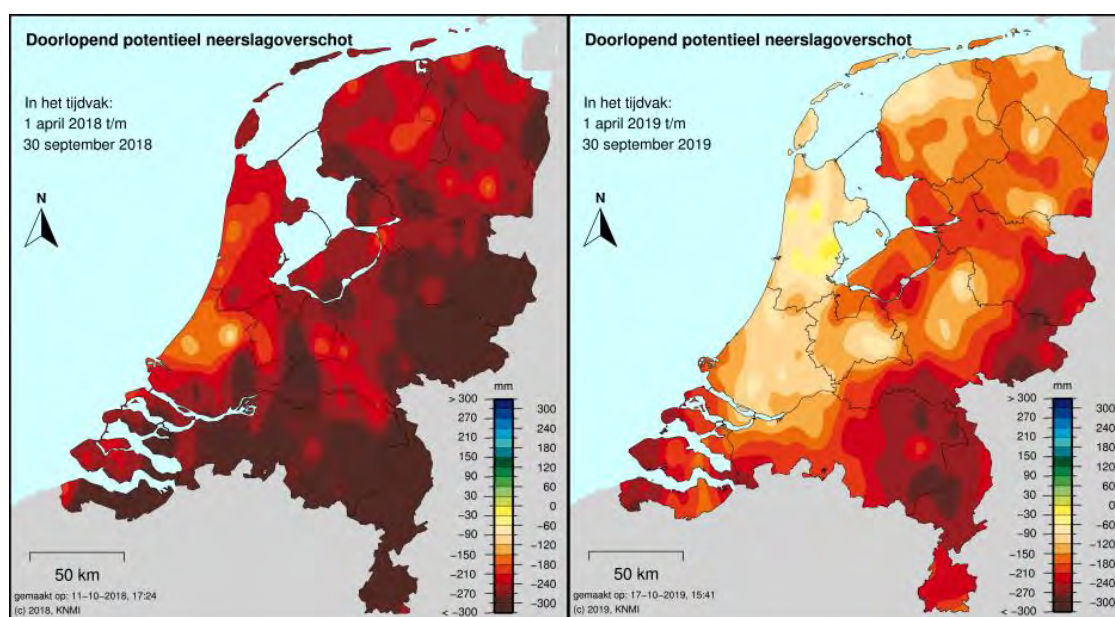 Doorlopend potentieel neerslagoverschot
In het tijdvak:
1 april 2018 t/m
30 september 2018
N
mm
> 300
300
270
240
210
180
150
120
90
60
30
0
-30
-60
-90
-120
-150
-180
-210
-240
-270
-300
< -300
50 km
gemaakt op: 11-10-2018, 17:24
(c) 2018, KNMI
Doorlopend potentieel neerslagoverschot
In het tijdvak:
1 april 2019 t/m
30 september 2019
N
mm
> 300
300
270
240
210
180
150
120
90
60
30
0
-30
-60
-90
-120
-150
-180
-210
-240
-270
-300
< -300
50 km
gemaakt op: 17-10-2019, 15:41
(c) 2019, KNMI